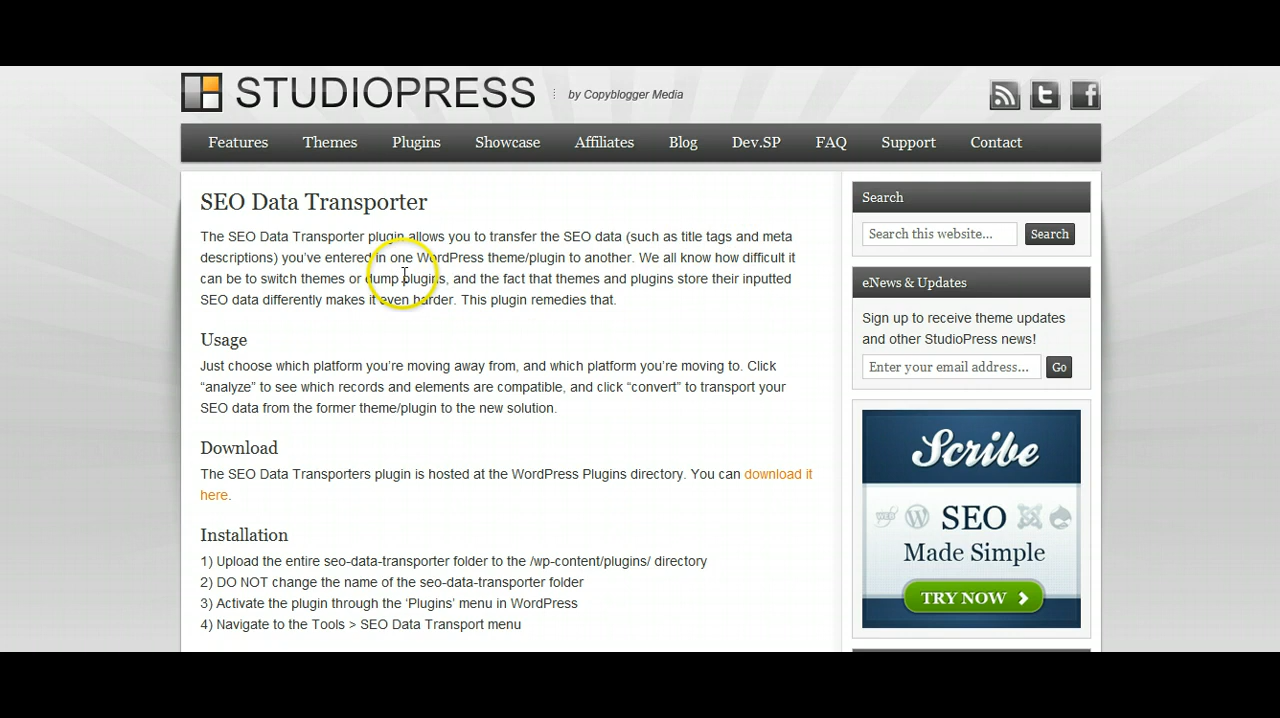 STUDIOPRESS by Copyblogger Media
Features Themes Plugins Showcase Affiliates Blog Dev.SP FAQ Support Contact
SEO Data Transporter
The SEO Data Transporter plugin allows you to transfer the SEO data (such as title tags and meta
descriptions) you’ve entered in one WordPress theme/plugin to another. We all know how difficult it
can be to switch themes or dump plugins, and the fact that themes and plugins store their inputted
SEO data differently makes it even harder. This plugin remedies that.
Usage
Just choose which platform you’re moving away from, and which platform you’re moving to. Click
“analyze” to see which records and elements are compatible, and click “convert” to transport your
SEO data from the former theme/plugin to the new solution.
Download
The SEO Data Transporters plugin is hosted at the WordPress Plugins directory. You can download it
here.
Installation
1) Upload the entire seo-data-transporter folder to the /wp-content/plugins/ directory
2) DO NOT change the name of the seo-data-transporter folder
3) Activate the plugin through the ‘Plugins’ menu in WordPress
4) Navigate to the Tools > SEO Data Transport menu
Search
Search this website... Search
eNews & Updates
Sign up to receive theme updates
and other StudioPress news!
Enter your email address... Go
Scribe
SEO
Made Simple
TRY NOW